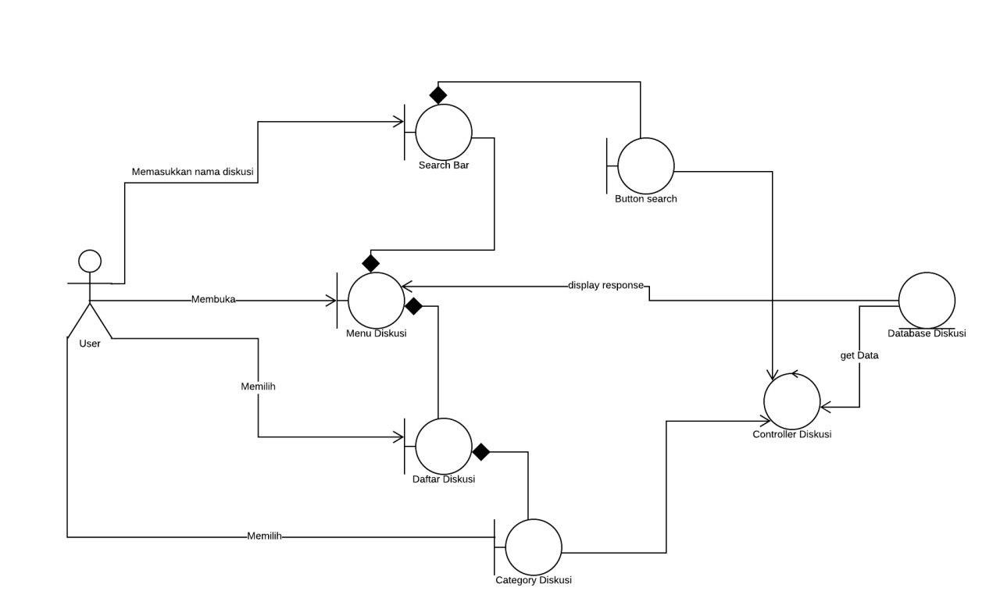 Search Bar
Memasukkan nama diskusi
Button search
display response
Membuka
Menu Diskusi
Database Diskusi
User
get Data
Memilih
Controller Diskusi
Daftar Diskusi
Memilih
Category Diskusi